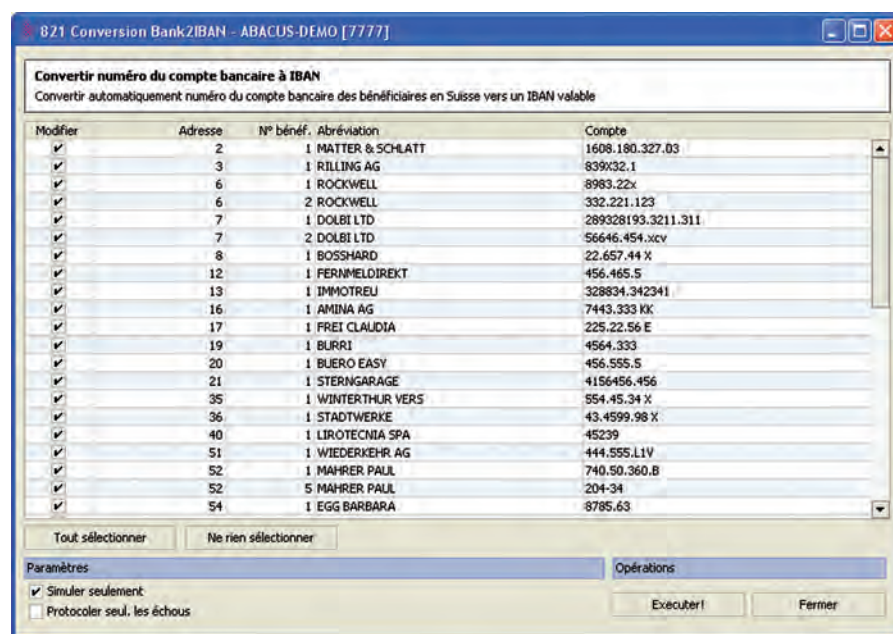 821 Conversion Bank2IBAN - ABACUS-DEMO [7777]
Convertir numéro du compte bancaire à IBAN
Convertir automatiquement numéro du compte bancaire des bénéficiaires en Suisse vers un IBAN valable
Modifier Adresse N° bénéf. Abréviation Compte
2 1 MATTER & SCHLATT 1608.180.327.03
3 1 RILLING AG 839X32.1
6 1 ROCKWELL 8983.22x
6 2 ROCKWELL 332.221.123
7 1 DOLBI LTD 289328193.3211.311
7 2 DOLBI LTD 56646.454.xcv
8 1 BOSSHARD 22.657.44 X
12 1 FERNMELDIREKT 456.465.5
13 1 IMMOTREU 328834.342341
16 1 AMINA AG 7443.333 KK
17 1 FREI CLAUDIA 225.22.56 E
19 1 BURRI 4564.333
20 1 BUERO EASY 456.555.5
21 1 STERNGARAGE 4156456.456
35 1 WINTERTHUR VERS 554.45.34 X
36 1 STADTWERKE 43.4599.98 X
40 1 LIROTECNIA SPA 45239
51 1 WIEDERKEHR AG 444.555.L1V
52 1 MAHRER PAUL 740.50.360.B
52 5 MAHRER PAUL 204-34
54 1 EGG BARBARA 8785.63
Tout sélectionner Ne rien sélectionner
Paramètres Opérations
Simuler seulement
Protocoler seul. les échous
Executer! Fermer